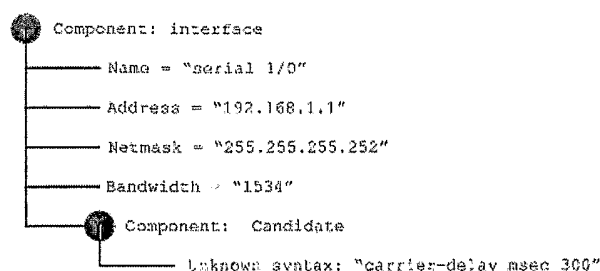 Component: interface
Name = "serial 1/0"
Address = "192.168.1.1"
Netmask = "255.255.255.252"
Bandwidth = "1534"
Component: Candidate
Unknown syntax: "carrier-delay msec 300"